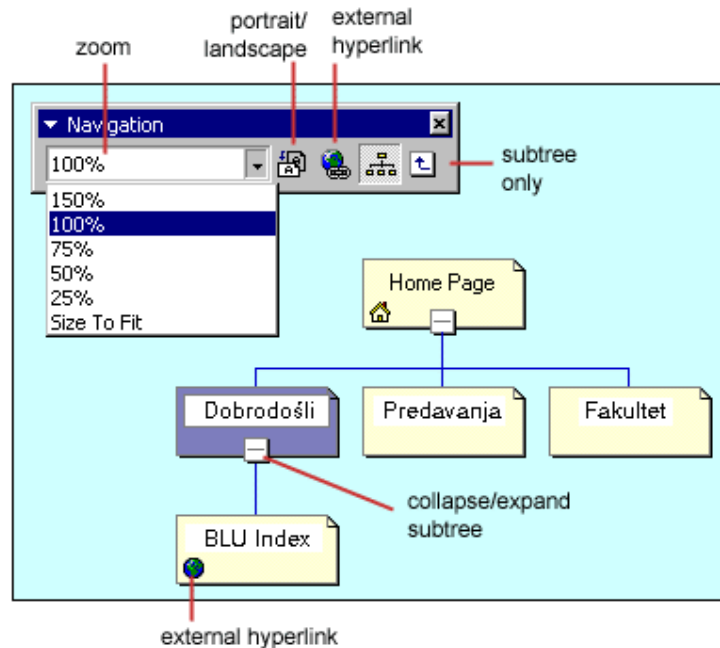 portrait/
landscape
external
hyperlink
zoom
Navigation
100%
subtree
only
150%
100%
75%
50%
25%
Size To Fit
Home Page
Dobrodošli
Predavanja
Fakultet
collapse/expand
subtree
BLU Index
external hyperlink